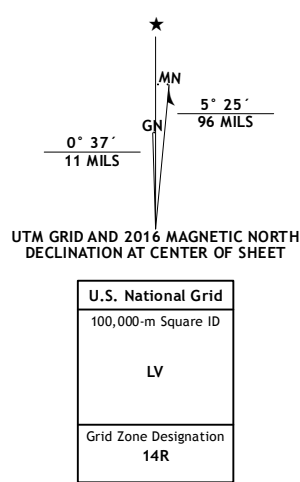 MN
GN
5° 25´
96 MILS
0° 37´
11 MILS
UTM GRID AND 2016 MAGNETIC NORTH
DECLINATION AT CENTER OF SHEET
U.S. National Grid
100,000-m Square ID
LV
Grid Zone Designation
14R